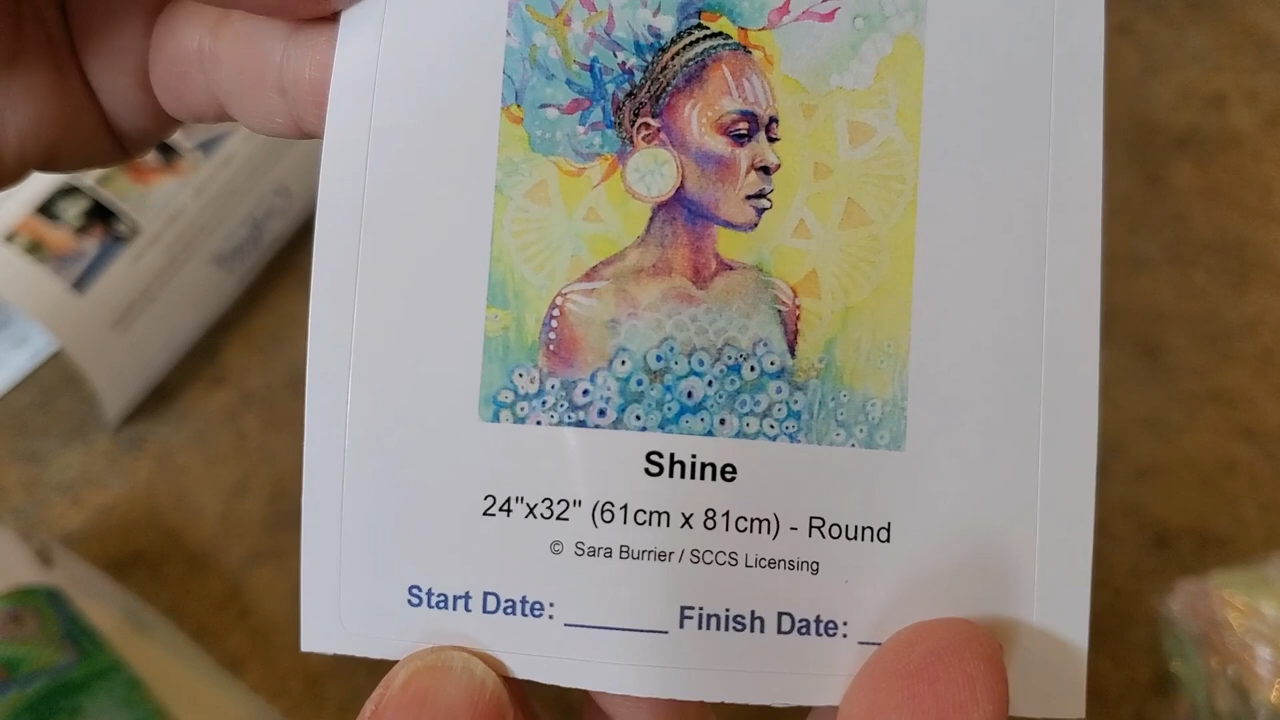 Shine
24"x32" (61cm x 81cm) - Round
© Sara Burrier / SCCS Licensing
Start Date: ______ Finish Date: __